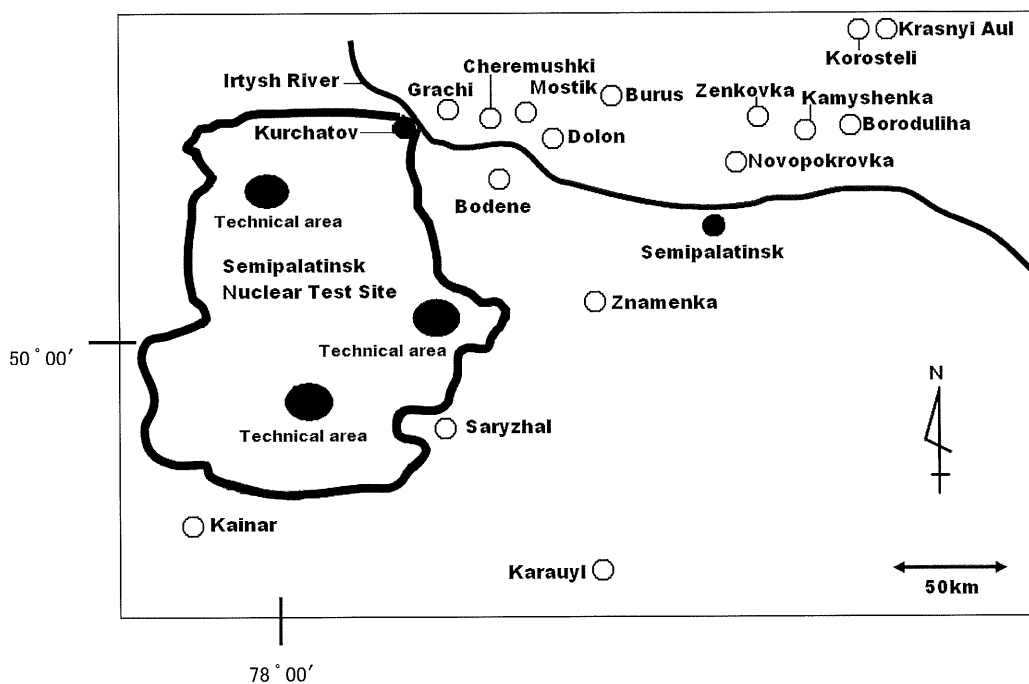 Krasnyi Aul
Korosteli
Cheremushki
Irtysh River
Grachi
Mostik
Burus
Zenkovka
Kamyshenka
Kurchatov
Dolon
Boroduliha
Novopokrovka
Bodene
Technical area
Semipalatinsk
Semipalatinsk
Nuclear Test Site
Znamenka
Technical area
50°00′
N
Saryzhal
Technical area
Kainar
Karauyl
50km
78°00′